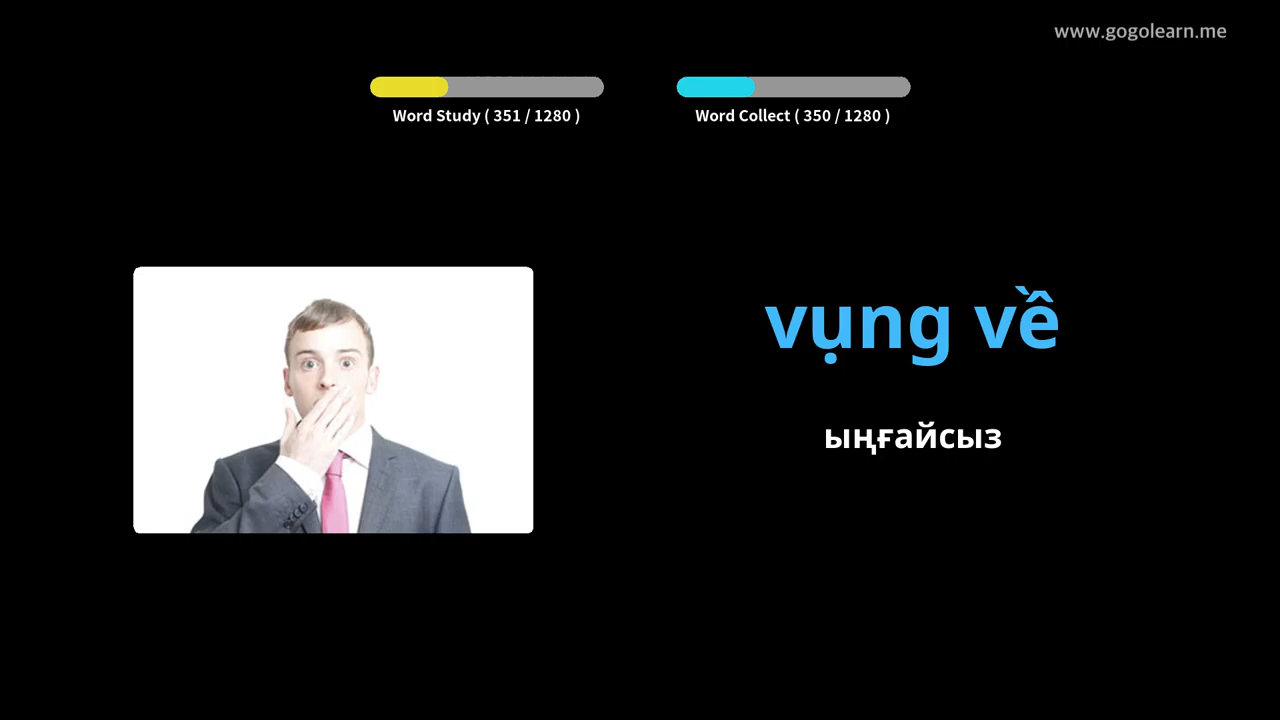 www.gogolearn.me
Word Study ( 351 / 1280 )
Word Collect ( 350 / 1280 )
vụng về
ыңғайсыз